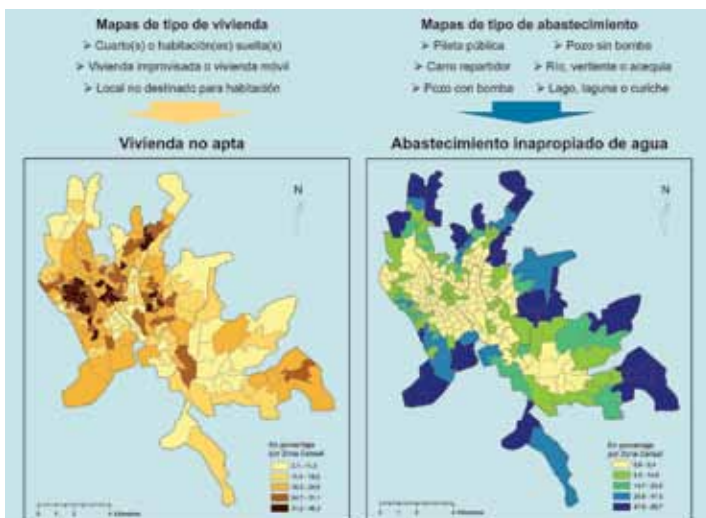 Mapas de tipo de vivienda
➤ Cuarto(s) o habitación(es) suelta(s)
➤ Vivienda improvisada o vivienda móvil
➤ Local no destinado para habitación
Vivienda no apta
N
En porcentaje
por Zona Censal
Mapas de tipo de abastecimiento
➤ Pileta pública
➤ Pozo sin bomba
➤ Carro repartidor
➤ Río, vertiente o acequia
➤ Pozo con bomba
➤ Lago, laguna o curiche
Abastecimiento inapropiado de agua
N
En porcentaje
por Zona Censal